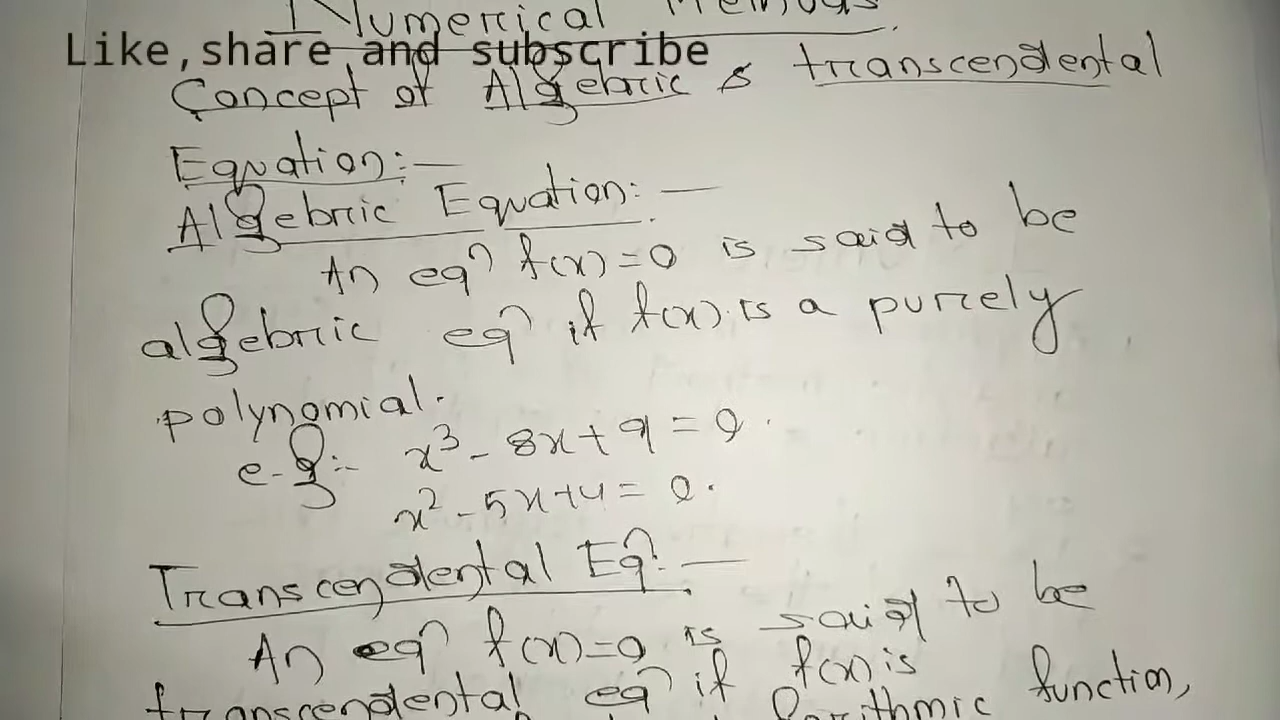 Numerical Methods
Like,share and subscribe
Concept of Algebric & transcendental
Equation:—
Algebric Equation:—
An eqⁿ f(x)=0 is said to be
algebric eqⁿ if f(x) is a purely
polynomial.
e.g:- x³-8x+9=0.
x²-5x+4=0.
Transcendental Eqⁿ:—
An eqⁿ f(x)=0 is said to be
transcendental eqⁿ if f(x) is
function,